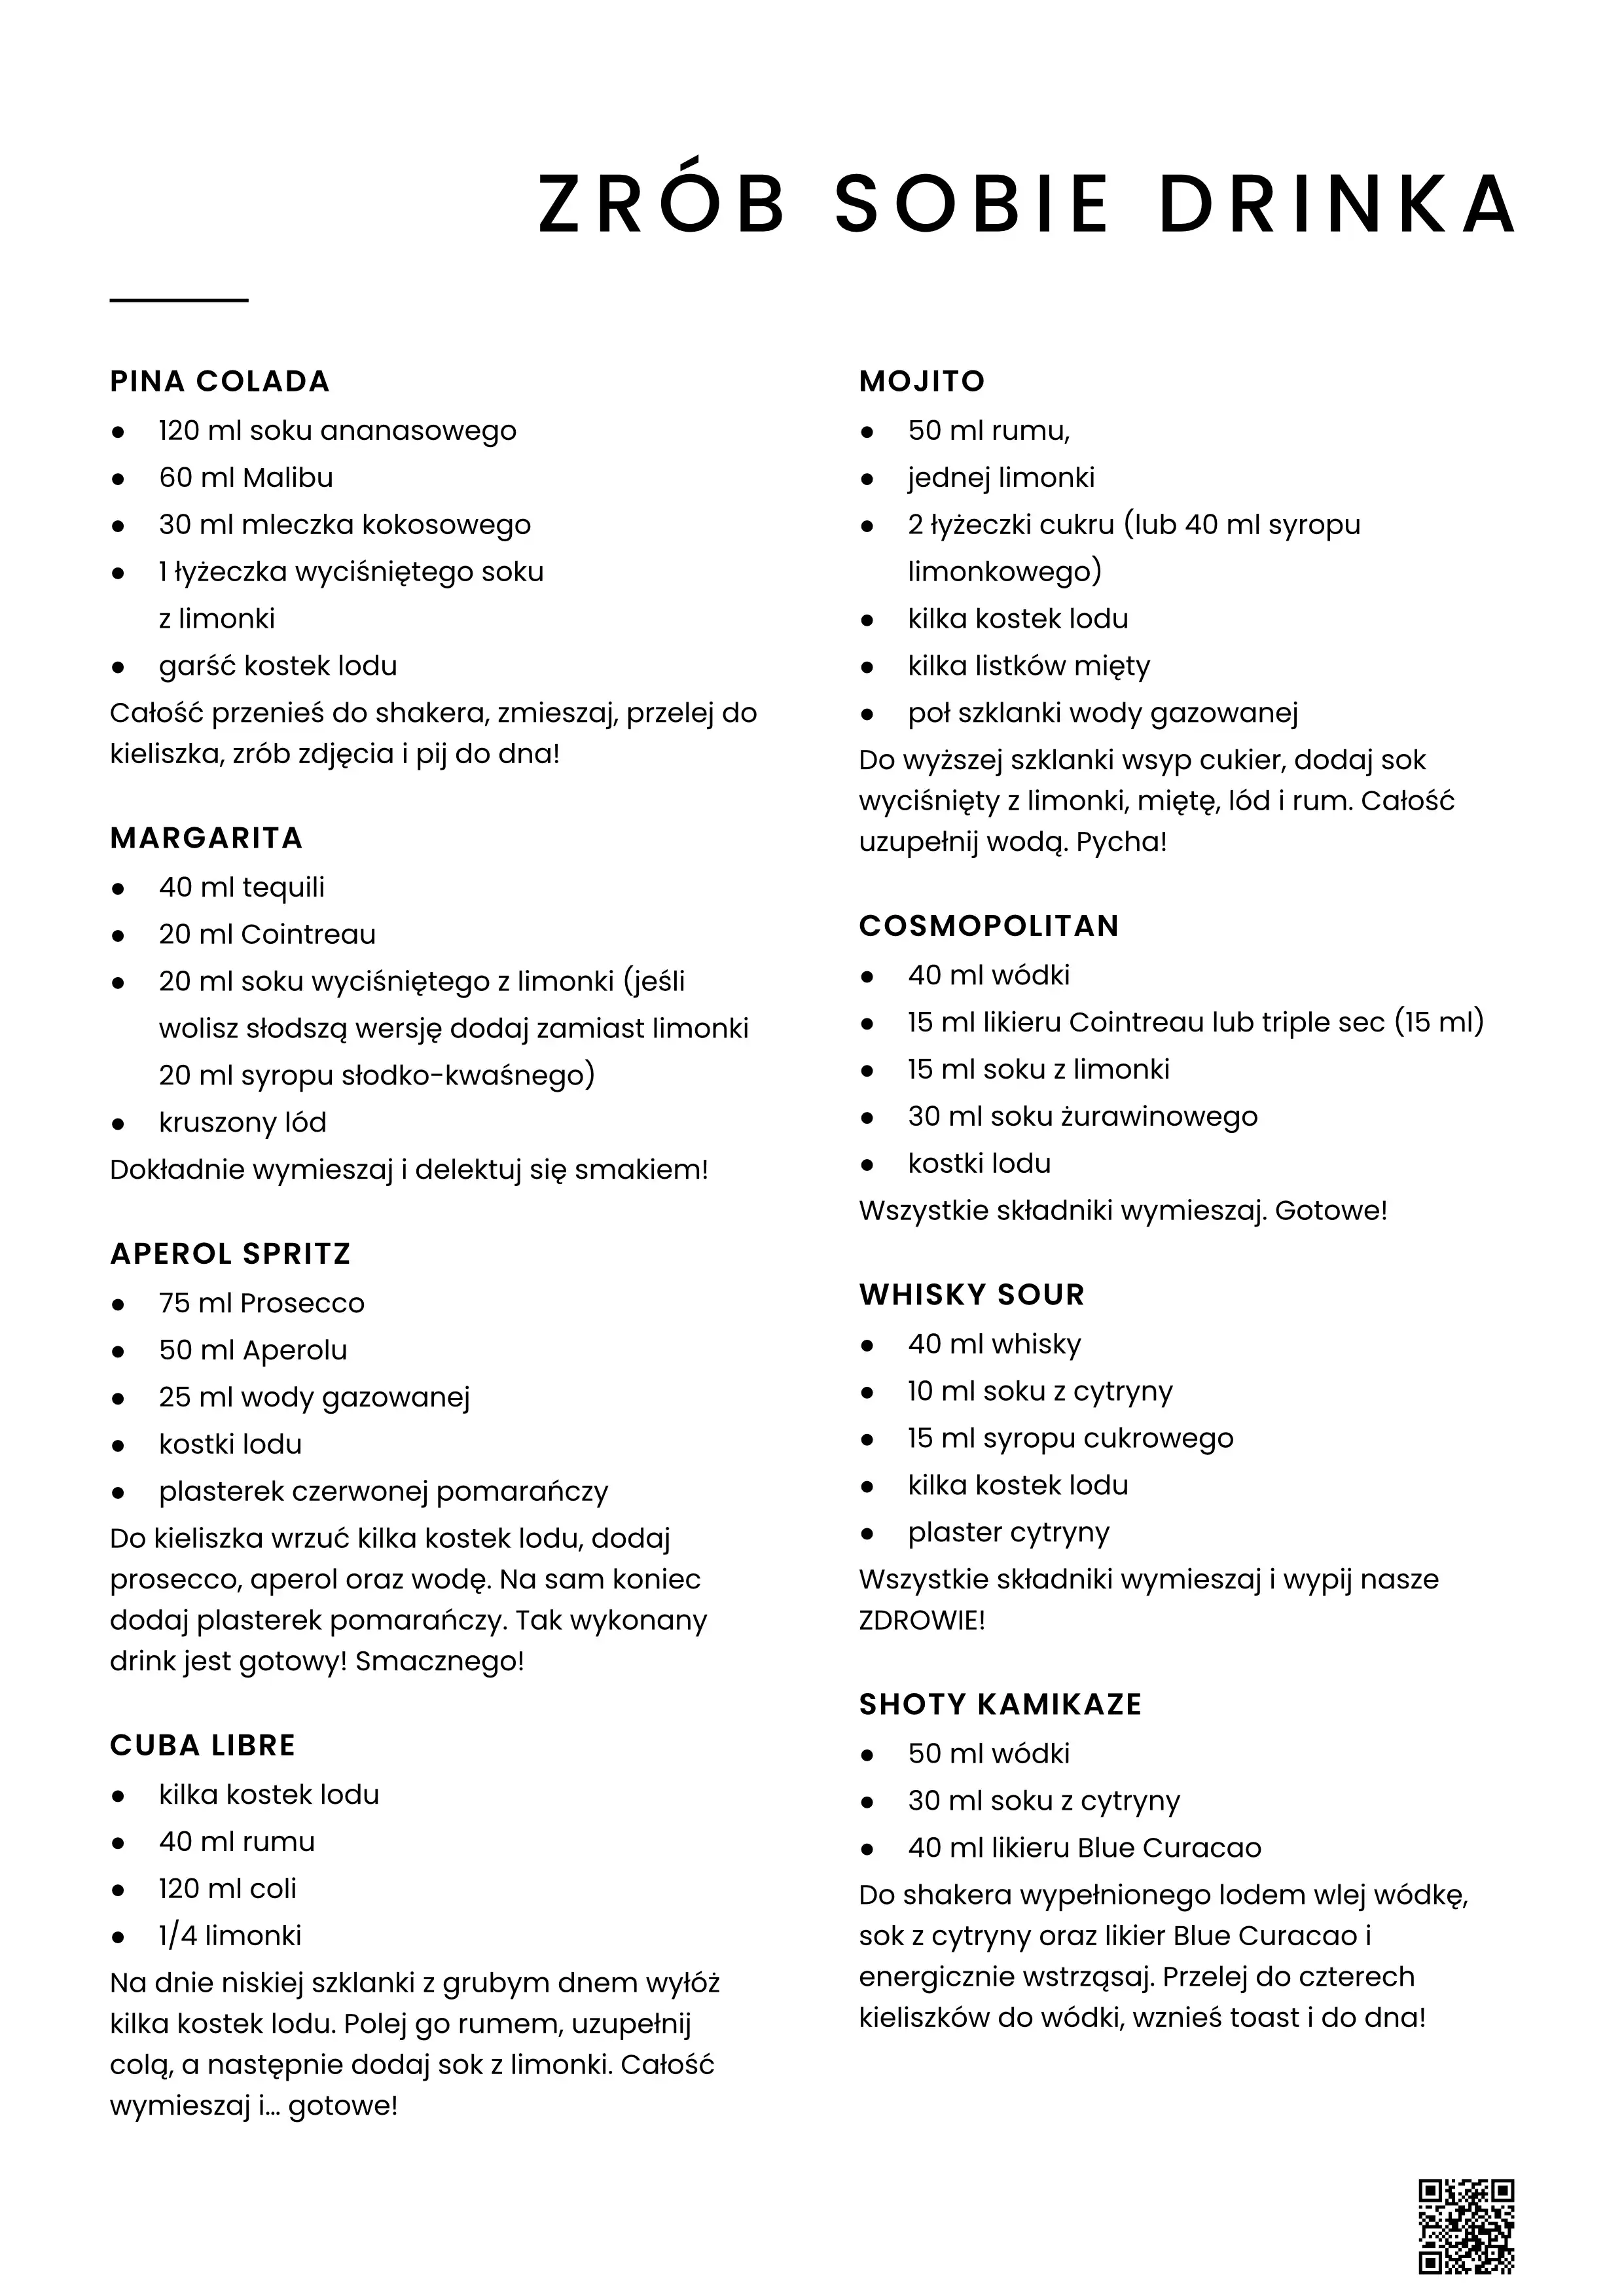 ZRÓB SOBIE DRINKA
PINA COLADA
● 120 ml soku ananasowego
● 60 ml Malibu
● 30 ml mleczka kokosowego
● 1 łyżeczka wyciśniętego soku
z limonki
● garść kostek lodu
Całość przenieś do shakera, zmieszaj, przelej do
kieliszka, zrób zdjęcia i pij do dna!
MARGARITA
● 40 ml tequili
● 20 ml Cointreau
● 20 ml soku wyciśniętego z limonki (jeśli
wolisz słodszą wersję dodaj zamiast limonki
20 ml syropu słodko-kwaśnego)
● kruszony lód
Dokładnie wymieszaj i delektuj się smakiem!
APEROL SPRITZ
● 75 ml Prosecco
● 50 ml Aperolu
● 25 ml wody gazowanej
● kostki lodu
● plasterek czerwonej pomarańczy
Do kieliszka wrzuć kilka kostek lodu, dodaj
prosecco, aperol oraz wodę. Na sam koniec
dodaj plasterek pomarańczy. Tak wykonany
drink jest gotowy! Smacznego!
CUBA LIBRE
● kilka kostek lodu
● 40 ml rumu
● 120 ml coli
● 1/4 limonki
Na dnie niskiej szklanki z grubym dnem wyłóż
kilka kostek lodu. Polej go rumem, uzupełnij
colą, a następnie dodaj sok z limonki. Całość
wymieszaj i... gotowe!
MOJITO
● 50 ml rumu,
● jednej limonki
● 2 łyżeczki cukru (lub 40 ml syropu
limonkowego)
● kilka kostek lodu
● kilka listków mięty
● poł szklanki wody gazowanej
Do wyższej szklanki wsyp cukier, dodaj sok
wyciśnięty z limonki, miętę, lód i rum. Całość
uzupełnij wodą. Pycha!
COSMOPOLITAN
● 40 ml wódki
● 15 ml likieru Cointreau lub triple sec (15 ml)
● 15 ml soku z limonki
● 30 ml soku żurawinowego
● kostki lodu
Wszystkie składniki wymieszaj. Gotowe!
WHISKY SOUR
● 40 ml whisky
● 10 ml soku z cytryny
● 15 ml syropu cukrowego
● kilka kostek lodu
● plaster cytryny
Wszystkie składniki wymieszaj i wypij nasze
ZDROWIE!
SHOTY KAMIKAZE
● 50 ml wódki
● 30 ml soku z cytryny
● 40 ml likieru Blue Curacao
Do shakera wypełnionego lodem wlej wódkę,
sok z cytryny oraz likier Blue Curacao i
energicznie wstrząsaj. Przelej do czterech
kieliszków do wódki, wznieś toast i do dna!